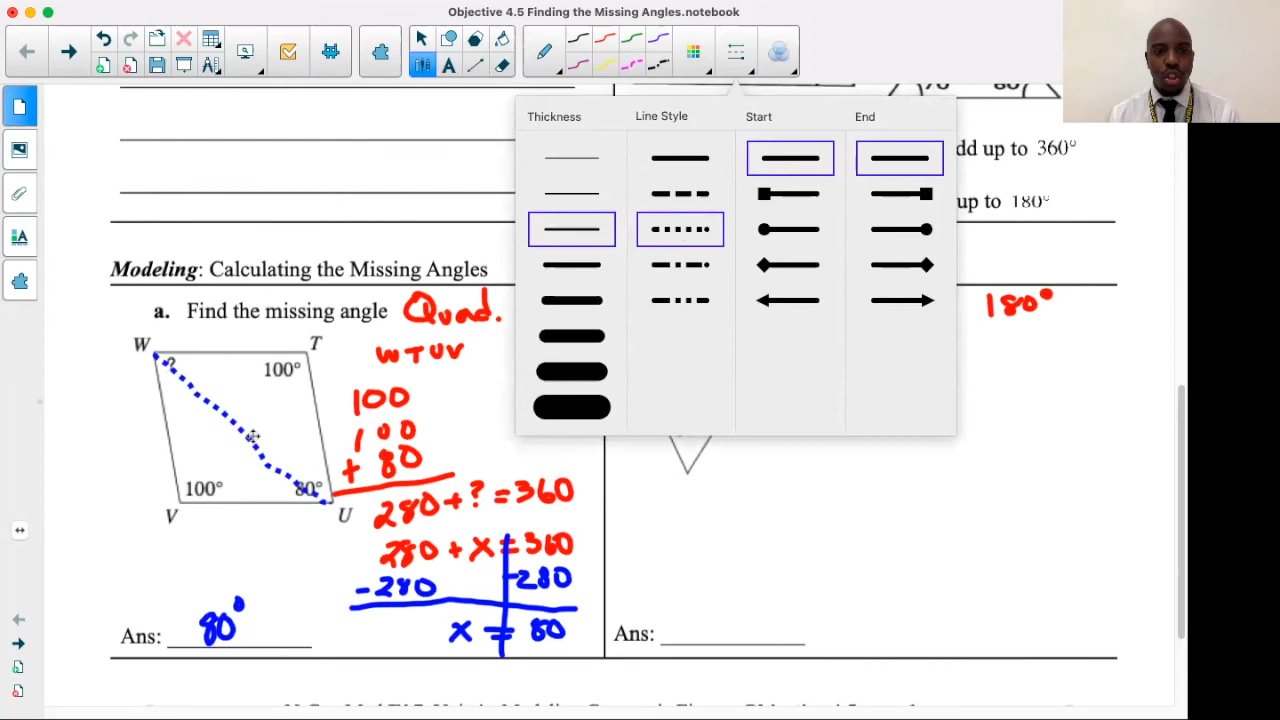 Objective 4.5 Finding the Missing Angles.notebook
Thickness
Line Style
Start
End
dd up to 360°
up to 180°
Modeling: Calculating the Missing Angles
a. Find the missing angle
Quad.
180°
W
T
?
100°
100°
80°
V
U
WTUV
100
100
+ 80
280 + ? = 360
280 + x = 360
-280
-280
x = 80
Ans: 80°
Ans: